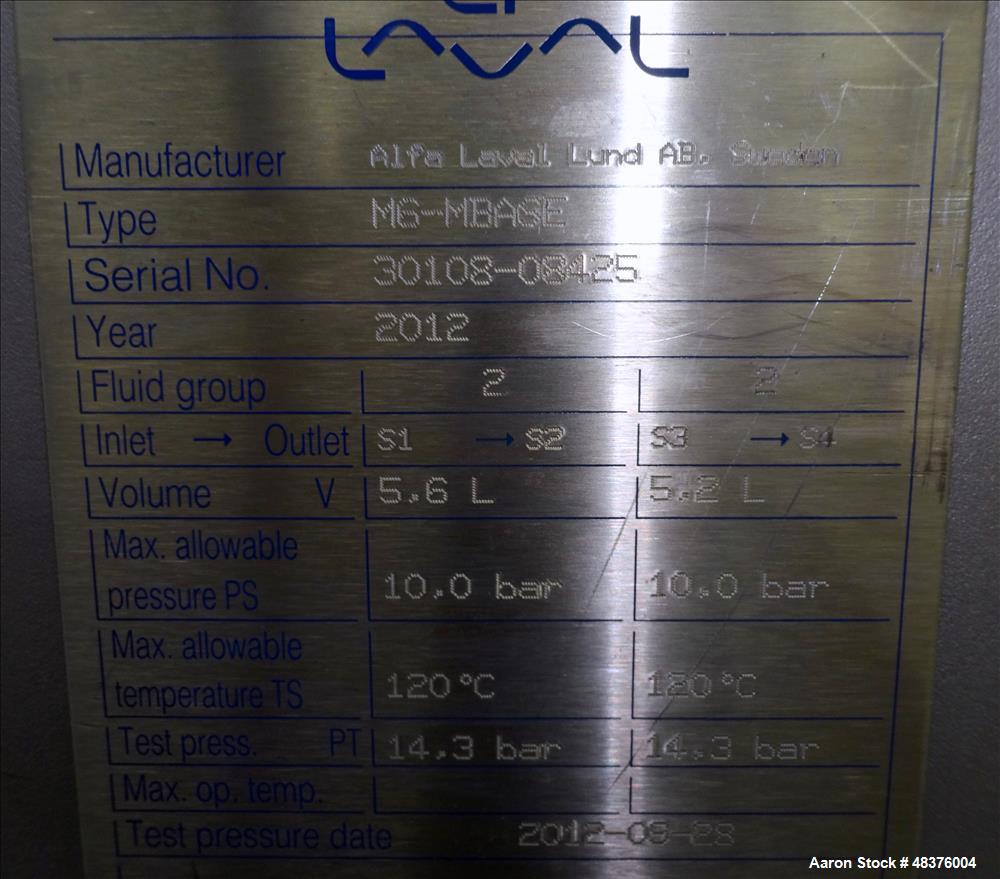 LAVAL
Manufacturer Alfa Laval Lund AB. Sweden
Type M6-MBAGE
Serial No. 30108-08425
Year 2012
Fluid group 2 2
Inlet → Outlet S1 → S2 S3 → S4
Volume V 5.6 L 5.2 L
Max. allowable
pressure PS 10.0 bar 10.0 bar
Max. allowable
temperature TS 120°C 120°C
Test press. PT 14.3 bar 14.3 bar
Max. op. temp.
Test pressure date 2012-08-28
Aaron Stock # 48376004